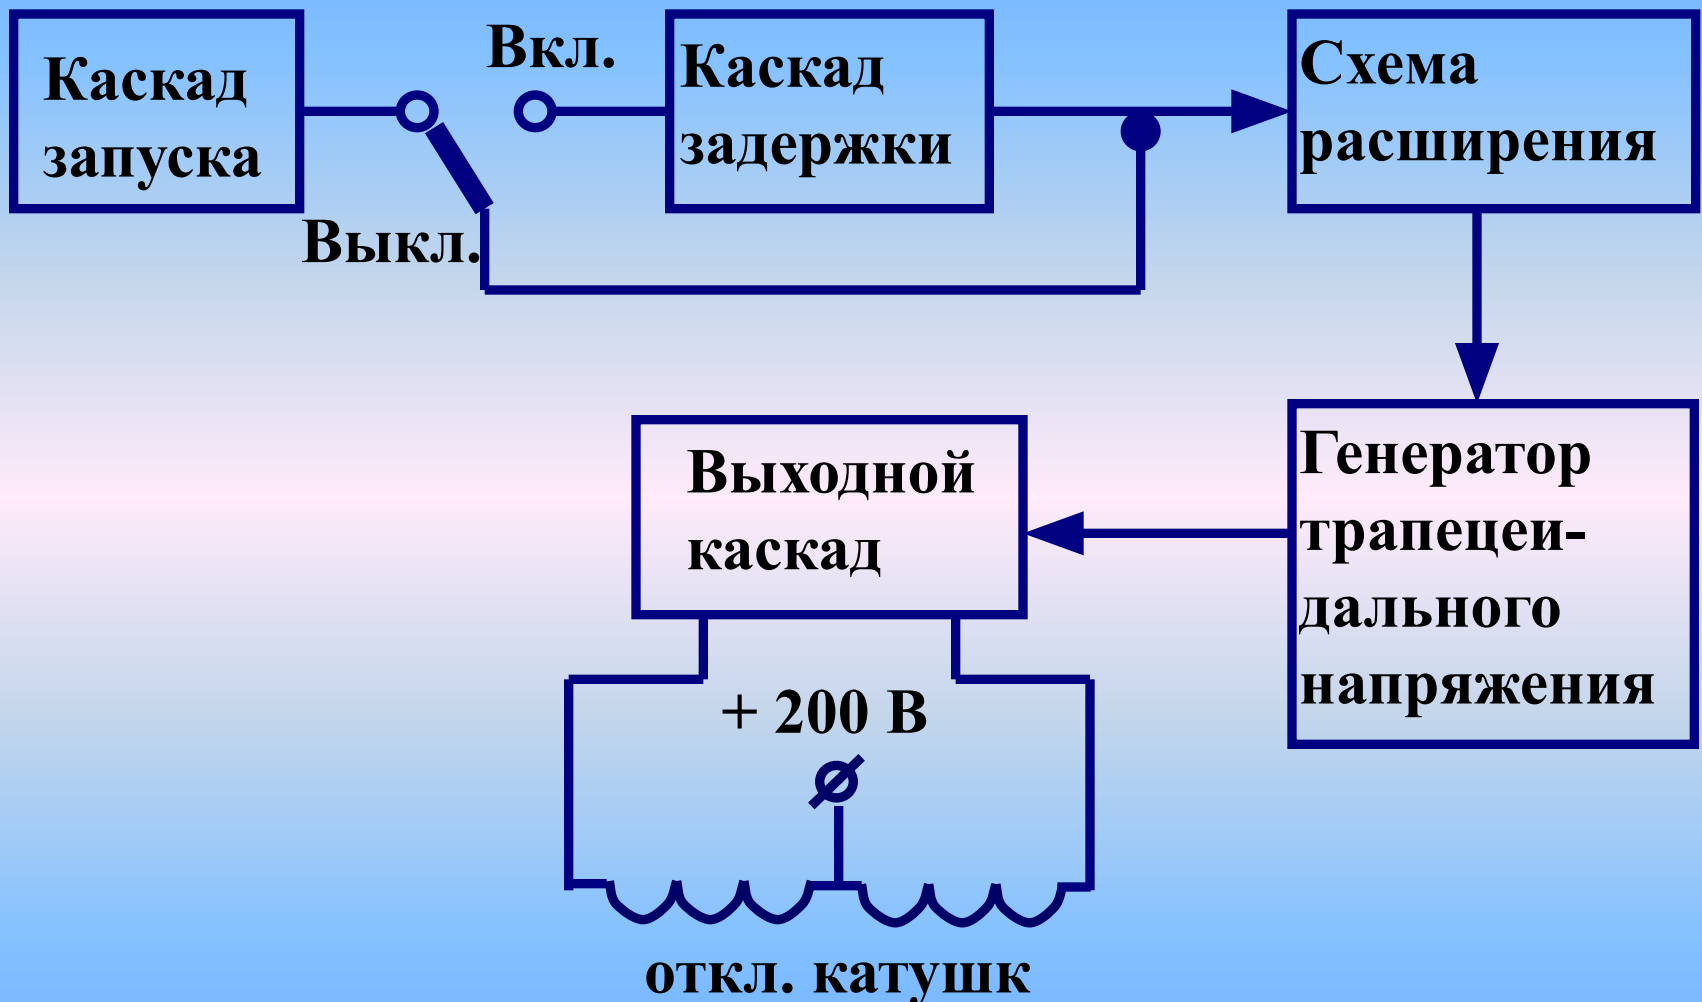 Каскад
запуска
Вкл.
Выкл.
Каскад
задержки
Схема
расширения
Генератор
трапецеи-
дального
напряжения
Выходной
каскад
+ 200 В
откл. катушк